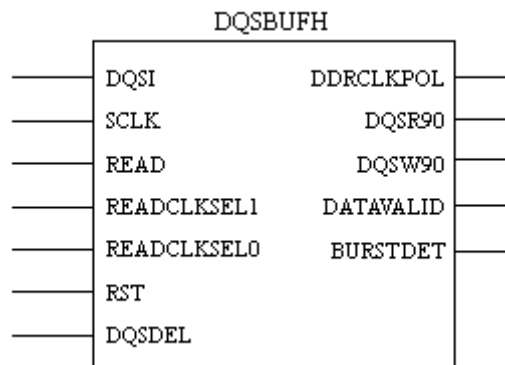 DQSBUFH
DQSI DDRCLKPOL
SCLK DQSR90
READ DQSW90
READCLKSEL1 DATAVALID
READCLKSEL0 BURSTDET
RST
DQSDEL